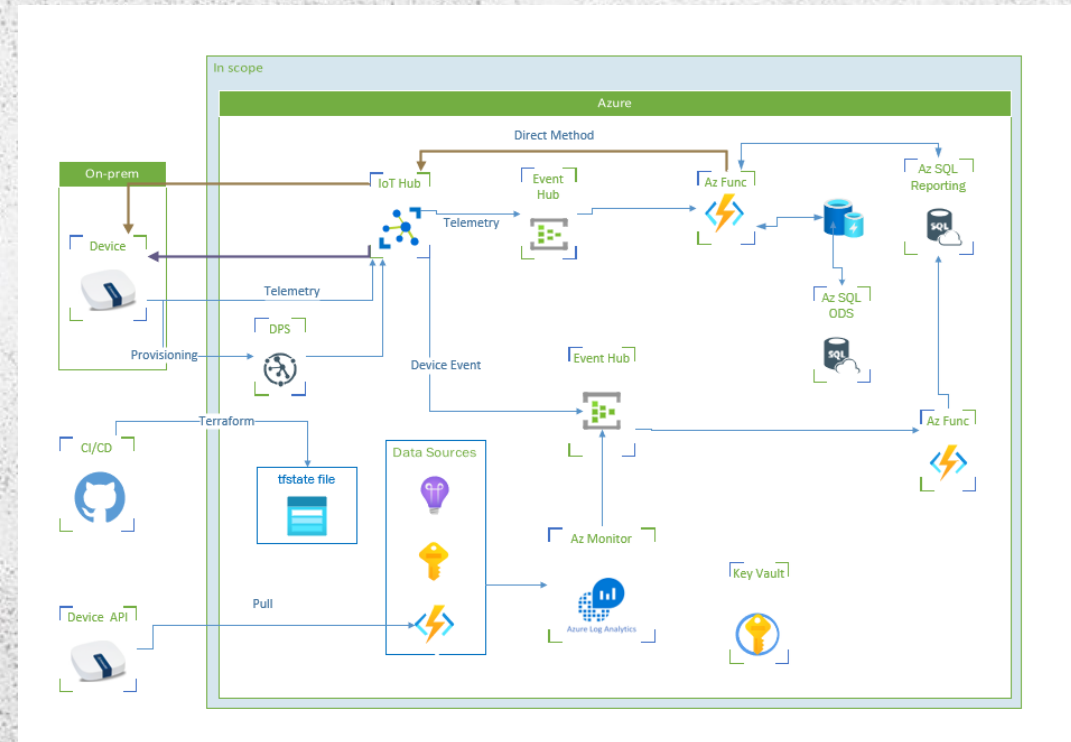 In scope
Azure
Direct Method
On-prem
IoT Hub
Event
Hub
Az Func
Az SQL
Reporting
Telemetry
Device
SQL
Telemetry
Az SQL
ODS
DPS
Provisioning
Device Event
Event Hub
SQL
Terraform
Az Func
CI/CD
Data Sources
tfstate file
Az Monitor
Key Vault
Pull
Device API
Azure Log Analytics